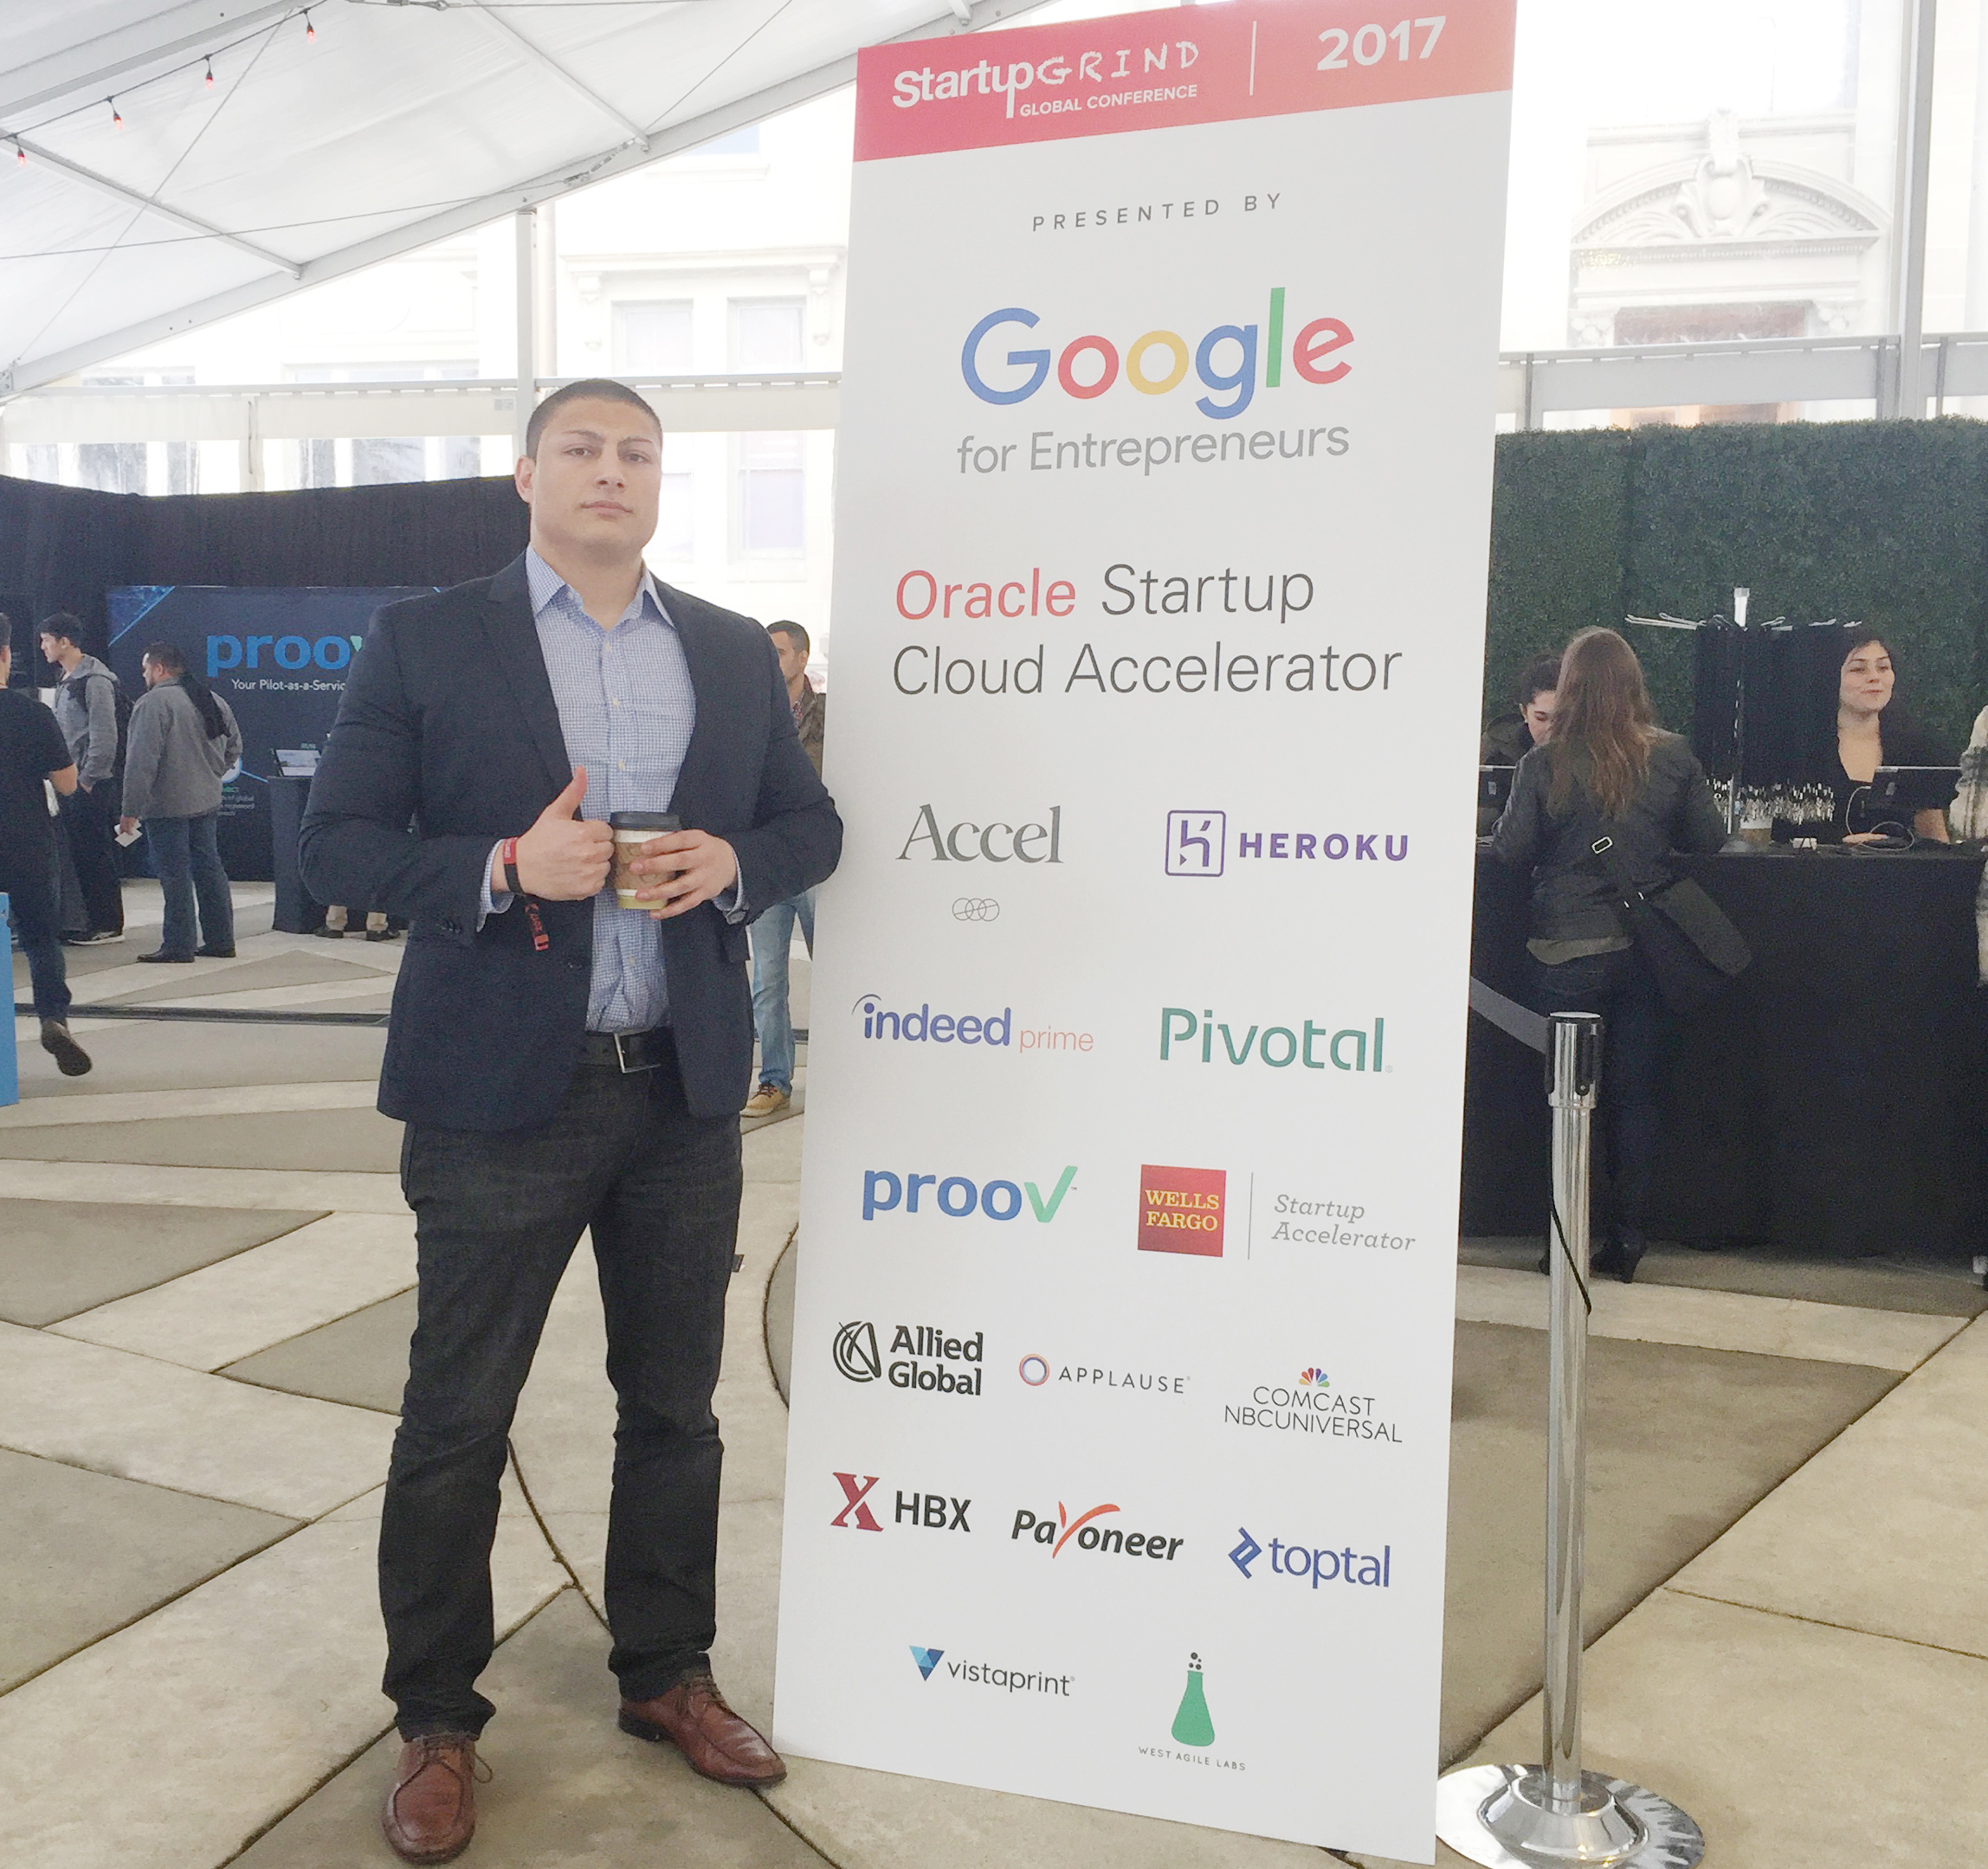 StartupGRIND
GLOBAL CONFERENCE
2017
PRESENTED BY
Google
for Entrepreneurs
Oracle Startup
Cloud Accelerator
Accel
HEROKU
indeed prime
Pivotal
proov
WELLS
FARGO
Startup
Accelerator
Allied
Global
APPLAUSE
COMCAST
NBCUNIVERSAL
HBX
Payoneer
toptal
vistaprint
WEST AGILE LABS
proov
Your Pilot-as-a-Servic